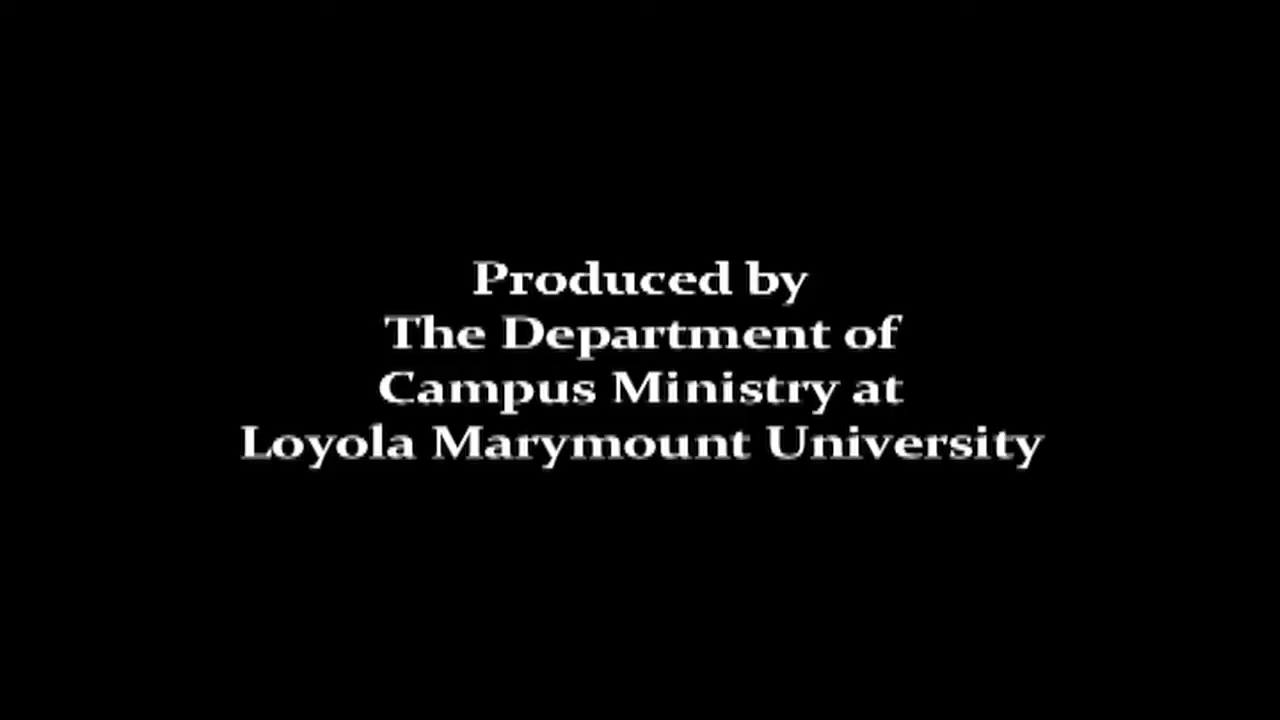 Produced by
The Department of
Campus Ministry at
Loyola Marymount University